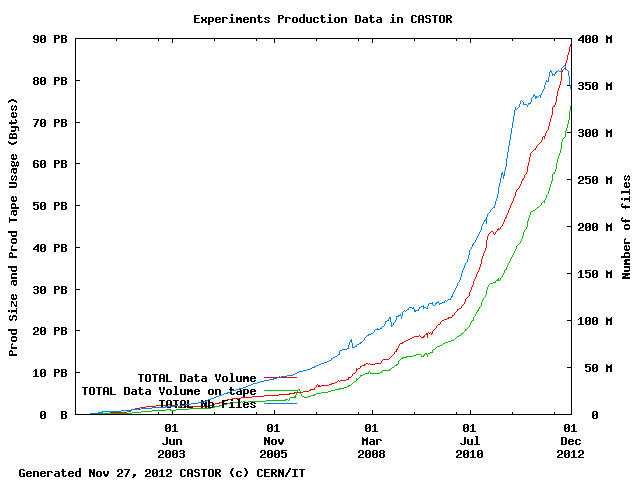 Experiments Production Data in CASTOR
90 PB
80 PB
70 PB
60 PB
50 PB
40 PB
30 PB
20 PB
10 PB
0 B
Prod Size and Prod Tape Usage (Bytes)
400 M
350 M
300 M
250 M
200 M
150 M
100 M
50 M
0
Number of files
TOTAL Data Volume
TOTAL Data Volume on tape
TOTAL Nb Files
01 Jun 2003
01 Nov 2005
01 Mar 2008
01 Jul 2010
01 Dec 2012
Generated Nov 27, 2012 CASTOR (c) CERN/IT